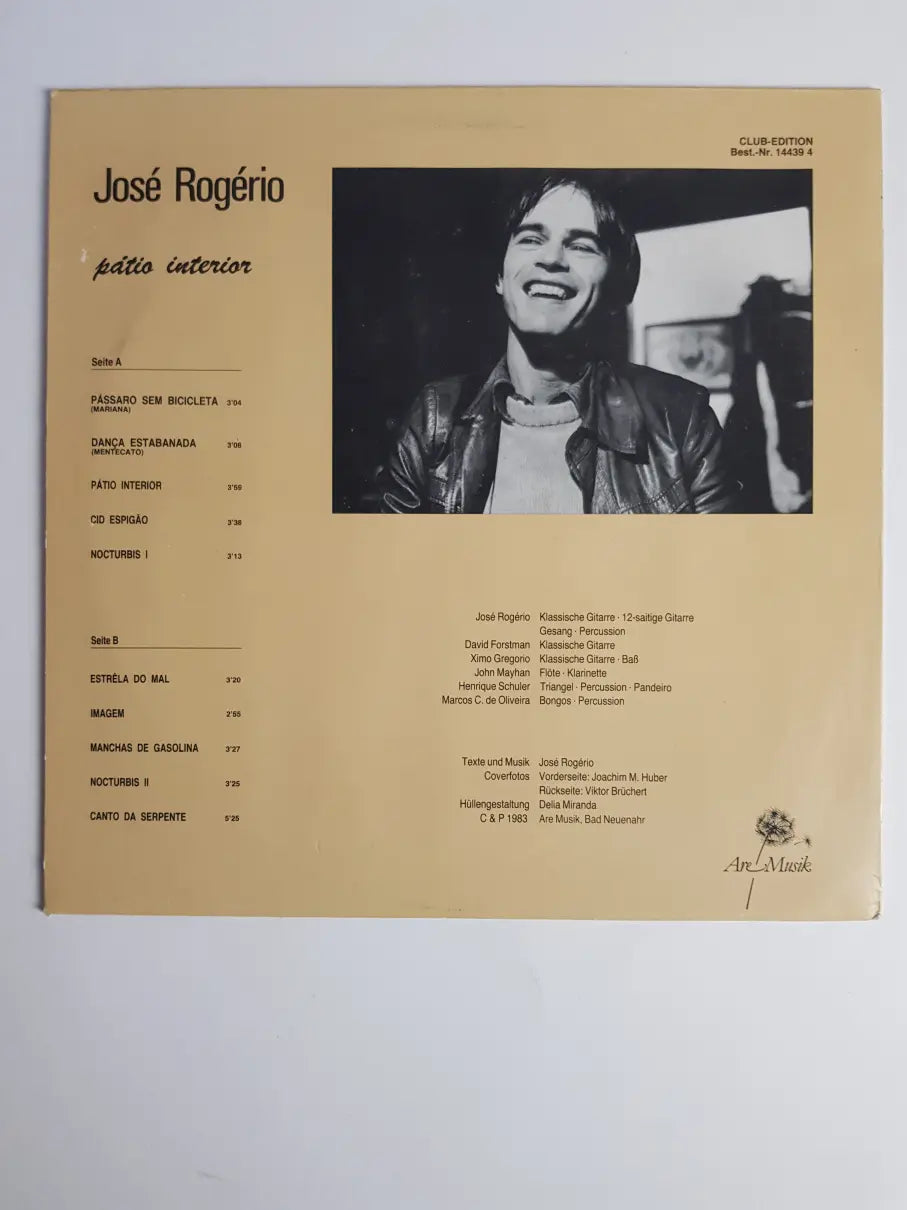 CLUB-EDITION
Best.-Nr. 14439 4
José Rogério
pátio interior
Seite A
PÁSSARO SEM BICICLETA 3'04
(MARIANA)
DANÇA ESTABANADA 3'06
(MENTECATO)
PÁTIO INTERIOR 3'59
CID ESPIGÃO 3'38
NOCTURBIS I 3'13
Seite B
ESTRÊLA DO MAL 3'20
IMAGEM 2'55
MANCHAS DE GASOLINA 3'27
NOCTURBIS II 3'25
CANTO DA SERPENTE 5'25
José Rogério Klassische Gitarre · 12-saitige Gitarre
Gesang · Percussion
David Forstman Klassische Gitarre
Ximo Gregorio Klassische Gitarre · Baß
John Mayhan Flöte · Klarinette
Henrique Schuler Triangel · Percussion · Pandeiro
Marcos C. de Oliveira Bongos · Percussion
Texte und Musik José Rogério
Coverfotos Vorderseite: Joachim M. Huber
Rückseite: Viktor Brüchert
Hüllengestaltung Delia Miranda
C & P 1983 Are Musik, Bad Neuenahr
Are Musik